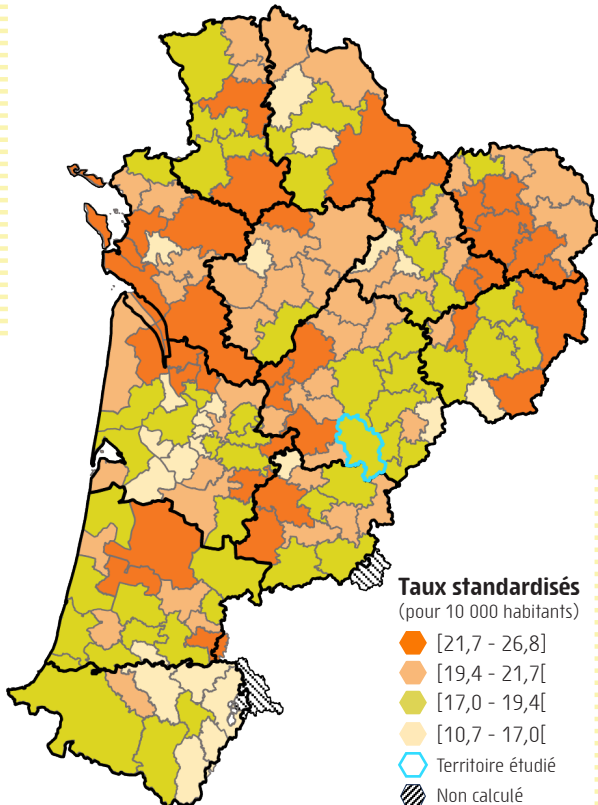 Taux standardisés
(pour 10 000 habitants)
[21,7 - 26,8]
[19,4 - 21,7[
[17,0 - 19,4[
[10,7 - 17,0[
Territoire étudié
Non calculé